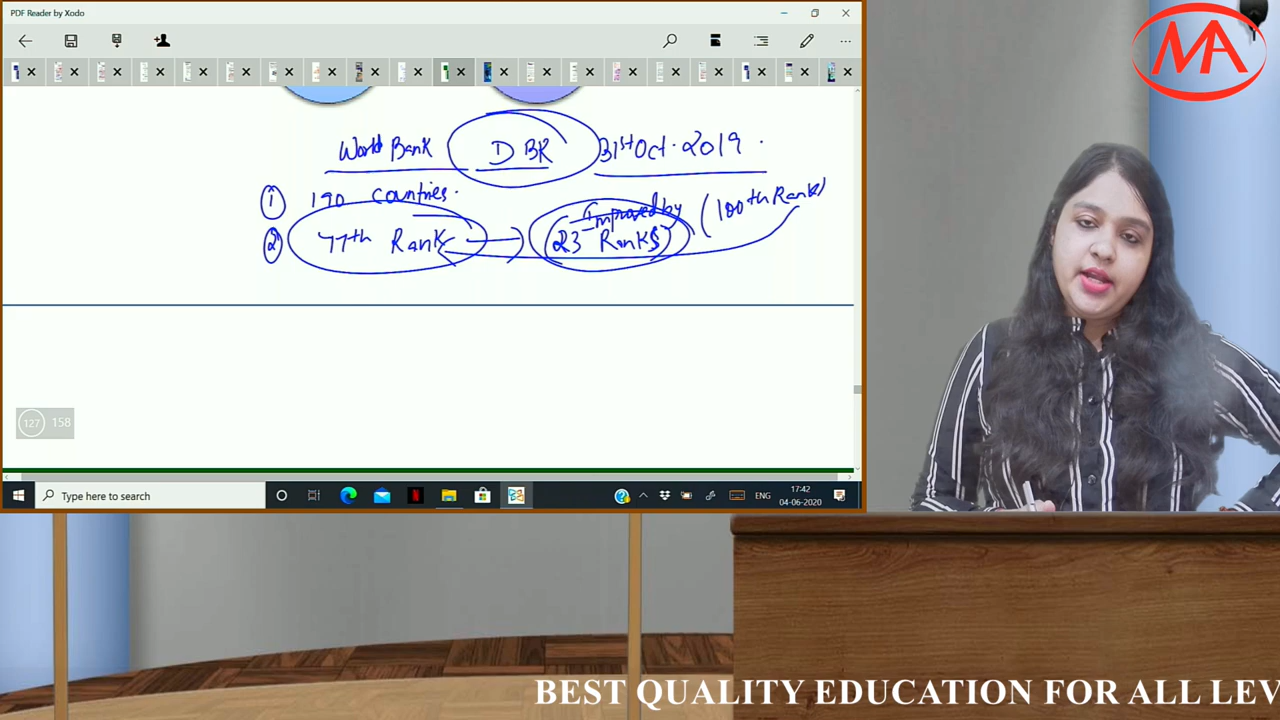 PDF Reader by Xodo
MA
World Bank DBR 31st Oct. 2019.
① 190 Countries.
Improved by (100th Rank)
② 77th Rank 23 Ranks
127 158
Type here to search
ENG
17:42
04-06-2020
BEST QUALITY EDUCATION FOR ALL LEV